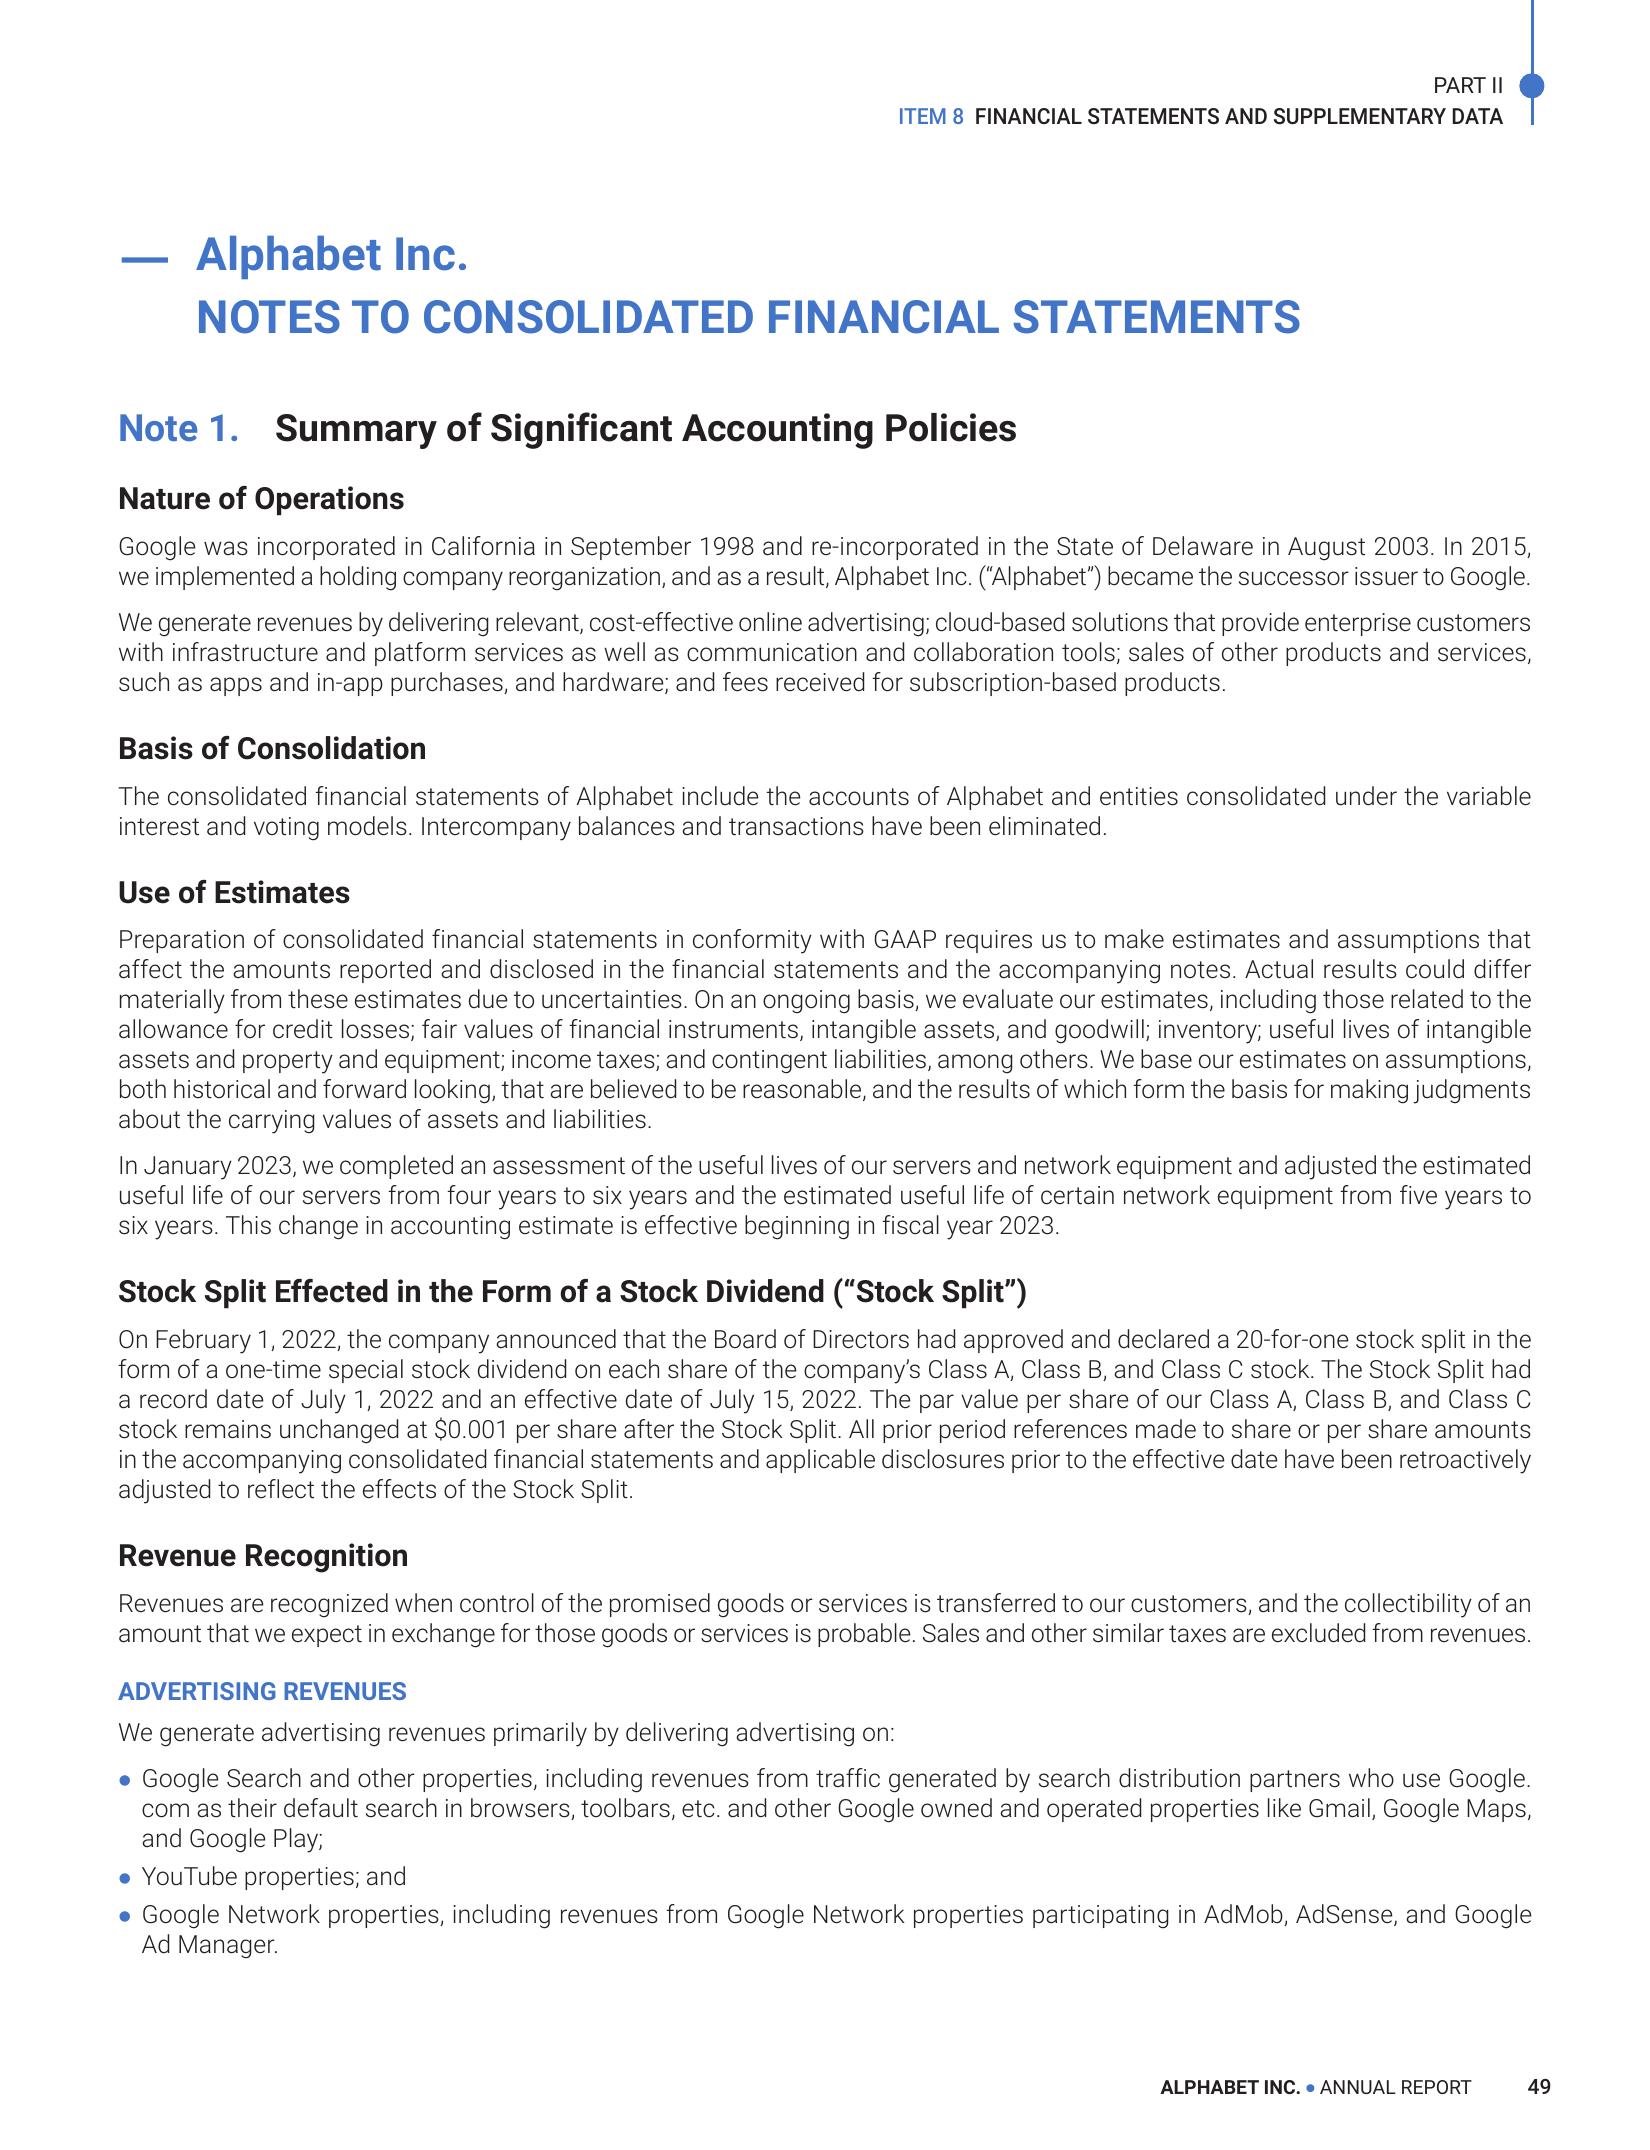 PART II
ITEM 8 FINANCIAL STATEMENTS AND SUPPLEMENTARY DATA
— Alphabet Inc.
NOTES TO CONSOLIDATED FINANCIAL STATEMENTS
Note 1. Summary of Significant Accounting Policies
Nature of Operations
Google was incorporated in California in September 1998 and re-incorporated in the State of Delaware in August 2003. In 2015,
we implemented a holding company reorganization, and as a result, Alphabet Inc. (“Alphabet”) became the successor issuer to Google.
We generate revenues by delivering relevant, cost-effective online advertising; cloud-based solutions that provide enterprise customers
with infrastructure and platform services as well as communication and collaboration tools; sales of other products and services,
such as apps and in-app purchases, and hardware; and fees received for subscription-based products.
Basis of Consolidation
The consolidated financial statements of Alphabet include the accounts of Alphabet and entities consolidated under the variable
interest and voting models. Intercompany balances and transactions have been eliminated.
Use of Estimates
Preparation of consolidated financial statements in conformity with GAAP requires us to make estimates and assumptions that
affect the amounts reported and disclosed in the financial statements and the accompanying notes. Actual results could differ
materially from these estimates due to uncertainties. On an ongoing basis, we evaluate our estimates, including those related to the
allowance for credit losses; fair values of financial instruments, intangible assets, and goodwill; inventory; useful lives of intangible
assets and property and equipment; income taxes; and contingent liabilities, among others. We base our estimates on assumptions,
both historical and forward looking, that are believed to be reasonable, and the results of which form the basis for making judgments
about the carrying values of assets and liabilities.
In January 2023, we completed an assessment of the useful lives of our servers and network equipment and adjusted the estimated
useful life of our servers from four years to six years and the estimated useful life of certain network equipment from five years to
six years. This change in accounting estimate is effective beginning in fiscal year 2023.
Stock Split Effected in the Form of a Stock Dividend (“Stock Split”)
On February 1, 2022, the company announced that the Board of Directors had approved and declared a 20-for-one stock split in the
form of a one-time special stock dividend on each share of the company’s Class A, Class B, and Class C stock. The Stock Split had
a record date of July 1, 2022 and an effective date of July 15, 2022. The par value per share of our Class A, Class B, and Class C
stock remains unchanged at $0.001 per share after the Stock Split. All prior period references made to share or per share amounts
in the accompanying consolidated financial statements and applicable disclosures prior to the effective date have been retroactively
adjusted to reflect the effects of the Stock Split.
Revenue Recognition
Revenues are recognized when control of the promised goods or services is transferred to our customers, and the collectibility of an
amount that we expect in exchange for those goods or services is probable. Sales and other similar taxes are excluded from revenues.
ADVERTISING REVENUES
We generate advertising revenues primarily by delivering advertising on:
● Google Search and other properties, including revenues from traffic generated by search distribution partners who use Google.
com as their default search in browsers, toolbars, etc. and other Google owned and operated properties like Gmail, Google Maps,
and Google Play;
● YouTube properties; and
● Google Network properties, including revenues from Google Network properties participating in AdMob, AdSense, and Google
Ad Manager.
ALPHABET INC. ● ANNUAL REPORT 49